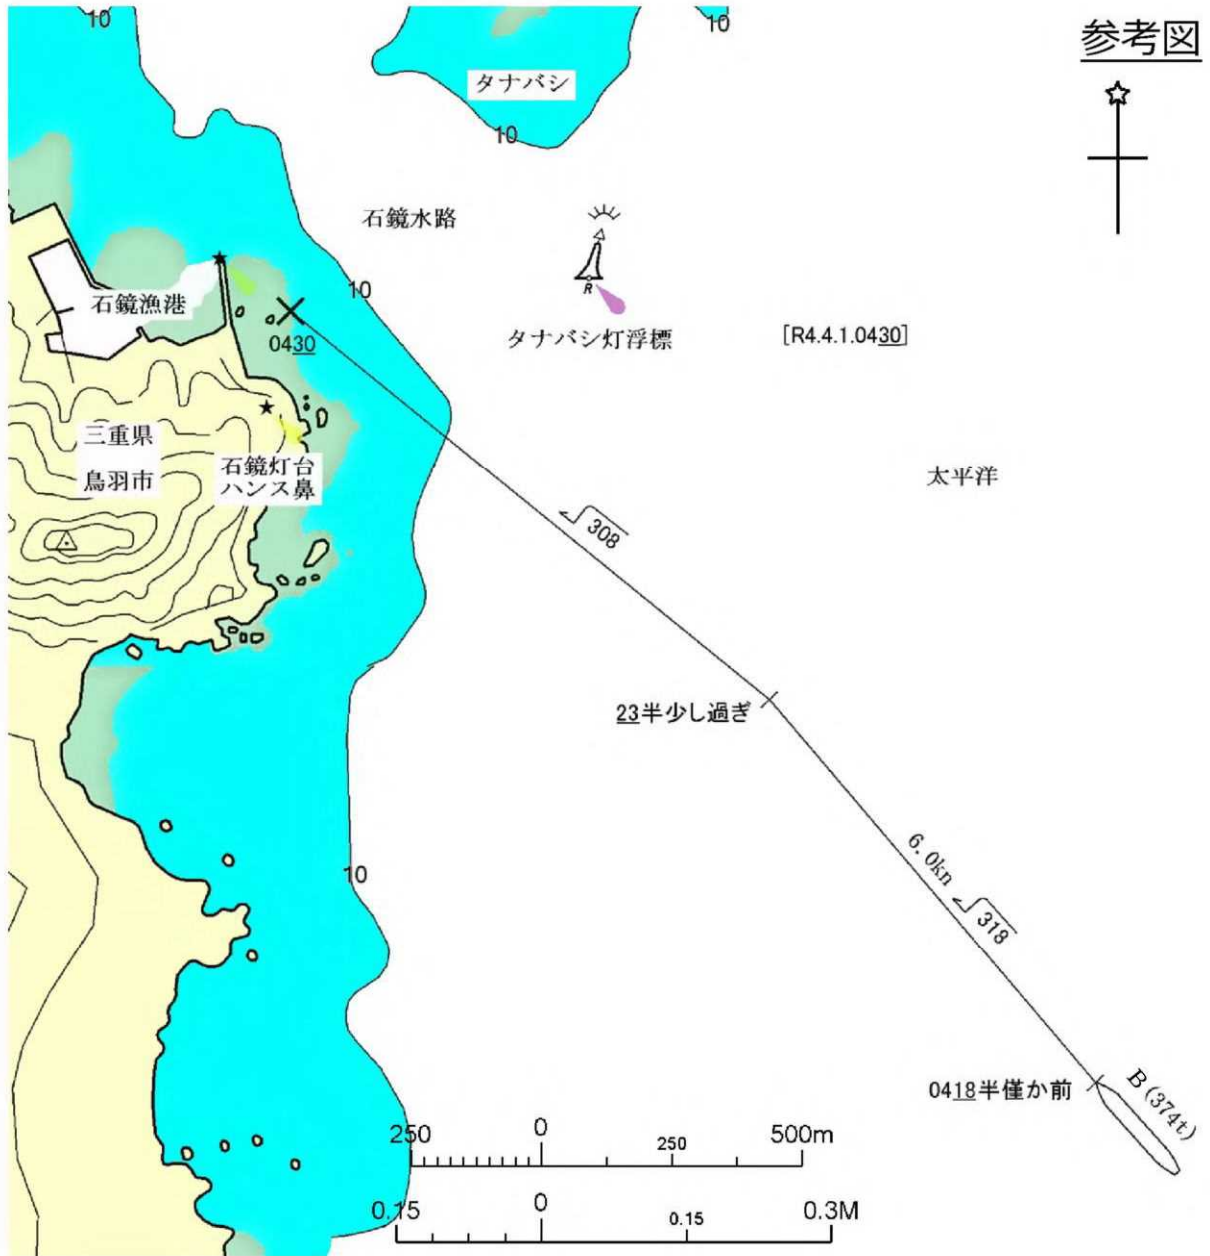 10
10
参考図
タナバシ
10
石鏡水路
10
石鏡漁港
R
タナバシ灯浮標
[R4.4.1.0430]
0430
三重県
鳥羽市
石鏡灯台
ハンス鼻
太平洋
308
23半少し過ぎ
6.0kn
318
10
0418半僅か前
B (374t)
250 0 250 500m
0.15 0 0.15 0.3M